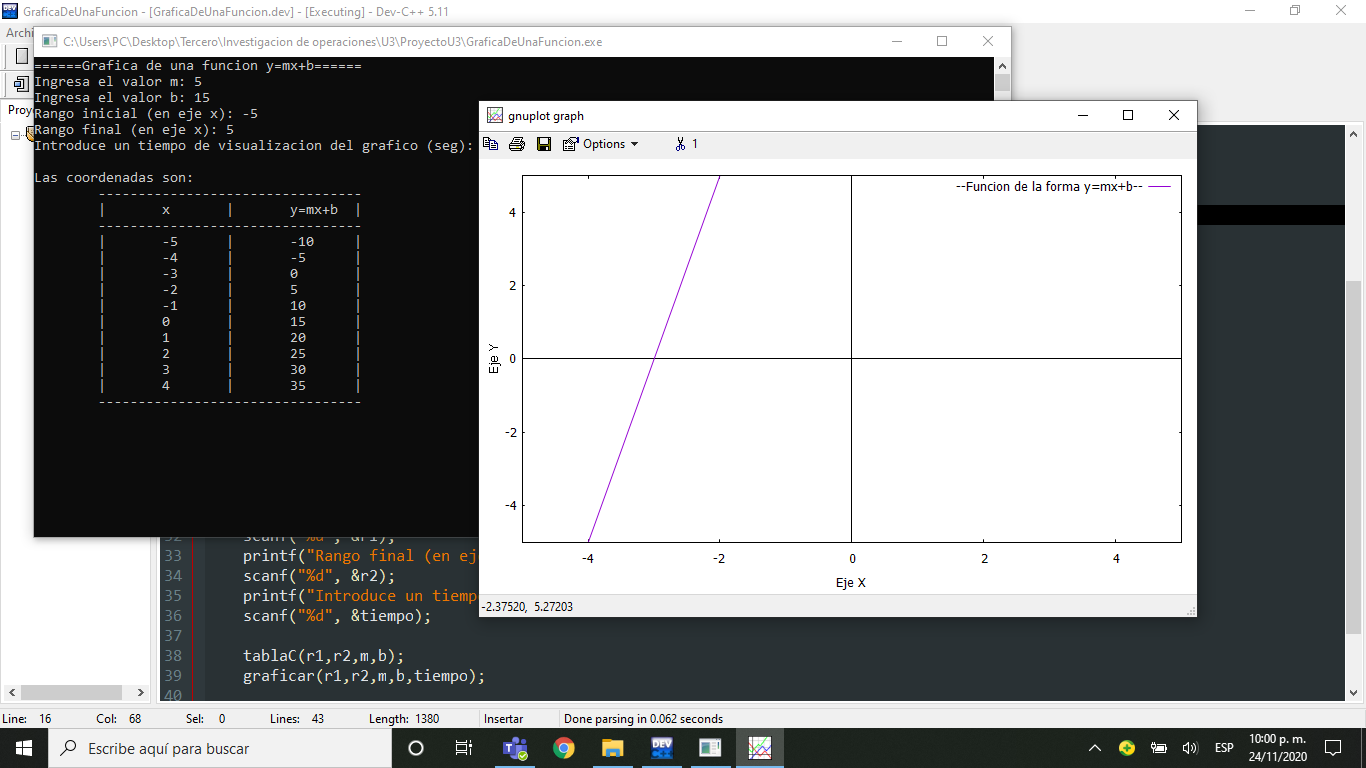 GraficaDeUnaFuncion - [GraficaDeUnaFuncion.dev] - [Executing] - Dev-C++ 5.11
Archi
C:\Users\PC\Desktop\Tercero\Investigacion de operaciones\U3\ProyectoU3\GraficaDeUnaFuncion.exe
Proy
======Grafica de una funcion y=mx+b======
Ingresa el valor m: 5
Ingresa el valor b: 15
Rango inicial (en eje x): -5
Rango final (en eje x): 5
Introduce un tiempo de visualizacion del grafico (seg):
Las coordenadas son:
---------------------------------
| x | y=mx+b |
---------------------------------
| -5 | -10 |
| -4 | -5 |
| -3 | 0 |
| -2 | 5 |
| -1 | 10 |
| 0 | 15 |
| 1 | 20 |
| 2 | 25 |
| 3 | 30 |
| 4 | 35 |
---------------------------------
gnuplot graph
Options 1
--Funcion de la forma y=mx+b--
4
2
0
-2
-4
Eje Y
-4 -2 0 2 4
Eje X
-2.37520, 5.27203
32 scanf("%d", &r1);
33 printf("Rango final (en ej
34 scanf("%d", &r2);
35 printf("Introduce un tiemp
36 scanf("%d", &tiempo);
37
38 tablaC(r1,r2,m,b);
39 graficar(r1,r2,m,b,tiempo);
40
Line: 16 Col: 68 Sel: 0 Lines: 43 Length: 1380 Insertar Done parsing in 0.062 seconds
Escribe aquí para buscar
DEV
ESP
10:00 p. m.
24/11/2020